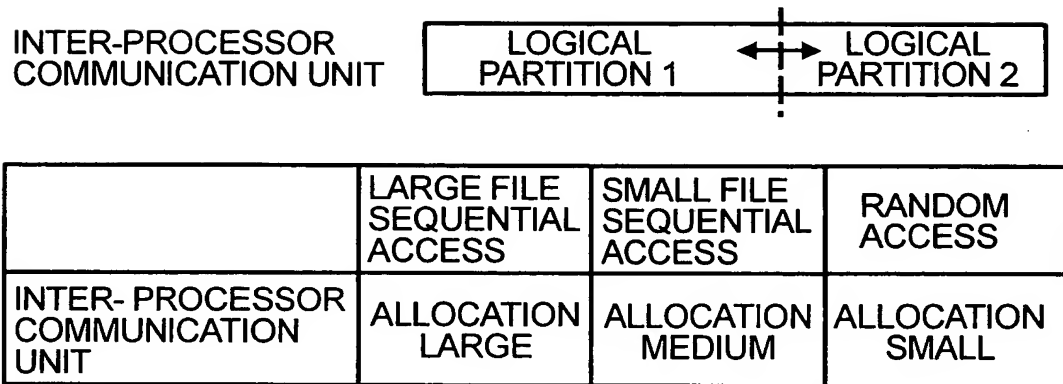 INTER-PROCESSOR
COMMUNICATION UNIT
LOGICAL
PARTITION 1
LOGICAL
PARTITION 2
LARGE FILE
SEQUENTIAL
ACCESS
SMALL FILE
SEQUENTIAL
ACCESS
RANDOM
ACCESS
INTER- PROCESSOR
COMMUNICATION
UNIT
ALLOCATION
LARGE
ALLOCATION
MEDIUM
ALLOCATION
SMALL